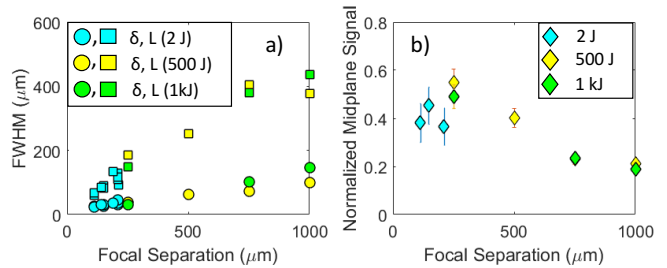 600
400
200
0
FWHM (μm)
δ, L (2 J)
δ, L (500 J)
δ, L (1kJ)
a)
0
500
1000
Focal Separation (μm)
0.8
0.6
0.4
0.2
0
Normalized Midplane Signal
b)
2 J
500 J
1 kJ
0
500
1000
Focal Separation (μm)